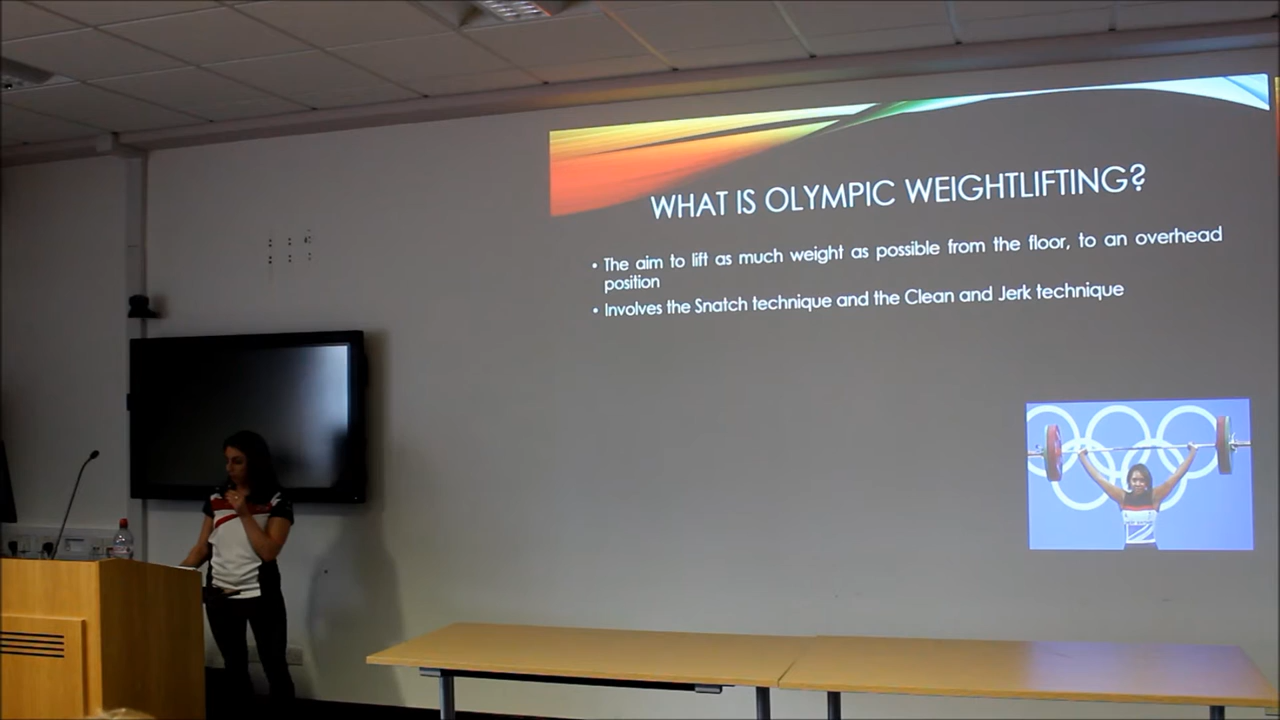 WHAT IS OLYMPIC WEIGHTLIFTING?
• The aim to lift as much weight as possible from the floor, to an overhead
position
• Involves the Snatch technique and the Clean and Jerk technique